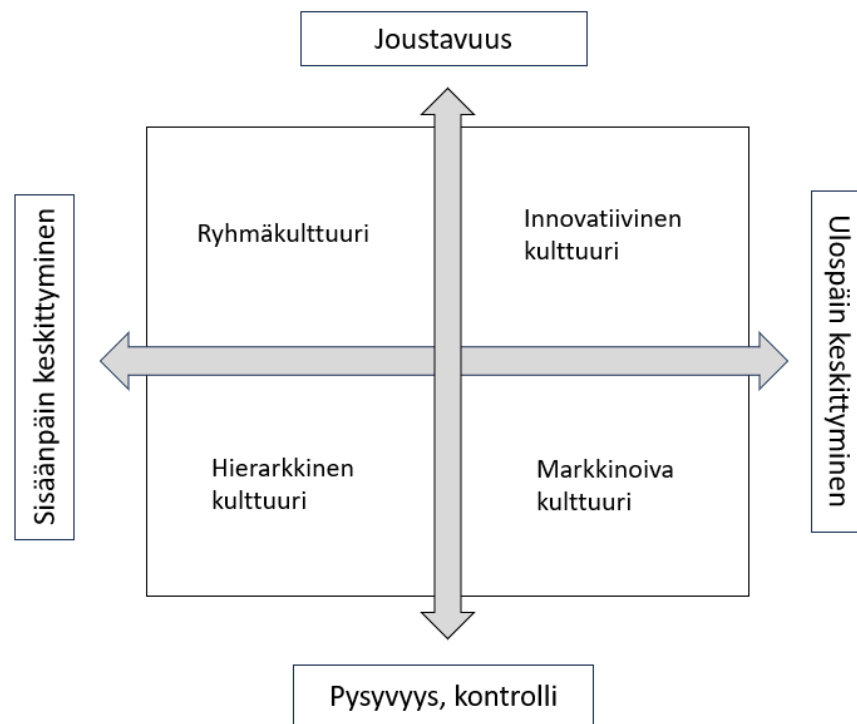 Joustavuus
Sisäänpäin keskittyminen
Ryhmäkulttuuri
Innovatiivinen
kulttuuri
Ulospäin keskittyminen
Hierarkkinen
kulttuuri
Markkinoiva
kulttuuri
Pysyvyys, kontrolli